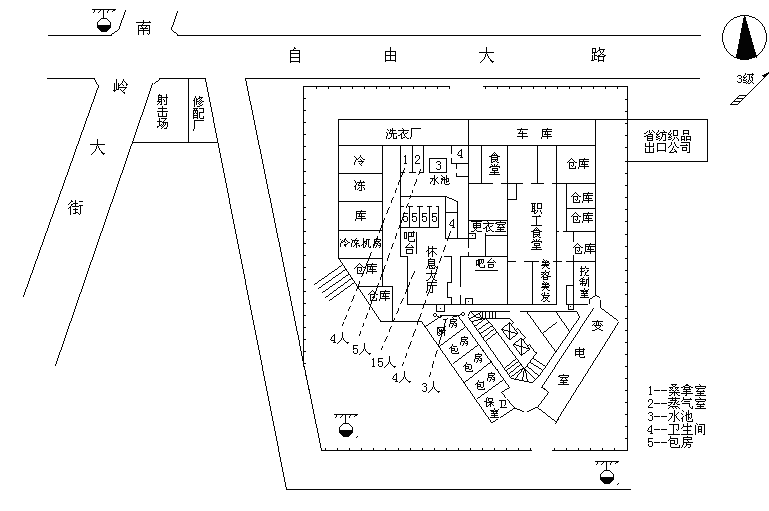 南
自由大路
3级
岭
大
街
射击场
修配厂
洗衣厂
车库
省纺织品
出口公司
冷
冻
库
1
2
3
水池
4
食堂
仓库
仓库
仓库
5 5 5 5
4
更衣室
职工食堂
冷冻机房
吧台
休息大厅
吧台
仓库
仓库
美容美发
控制室
仓库
4人
5人
15人
4人
3人
厨房
包房
包房
包房
保卫室
变
电
室
1--桑拿室
2--蒸气室
3--水池
4--卫生间
5--包房